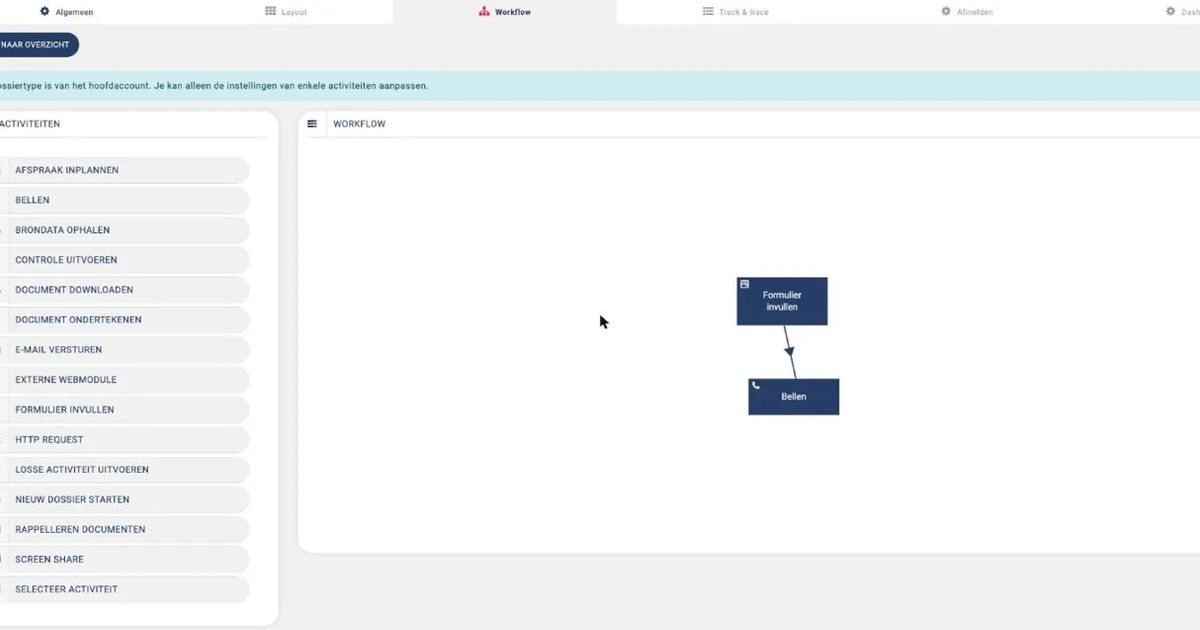 Algemeen
Layout
Workflow
Track & trace
Afmelden
NAAR OVERZICHT
is van het hoofdaccount. Je kan alleen de instellingen van enkele activiteiten aanpassen.
ACTIVITEITEN
AFSPRAAK INPLANNEN
BELLEN
BRONDATA OPHALEN
CONTROLE UITVOEREN
DOCUMENT DOWNLOADEN
DOCUMENT ONDERTEKENEN
E-MAIL VERSTUREN
EXTERNE WEBMODULE
FORMULIER INVULLEN
HTTP REQUEST
LOSSE ACTIVITEIT UITVOEREN
NIEUW DOSSIER STARTEN
RAPPELLEREN DOCUMENTEN
SCREEN SHARE
SELECTEER ACTIVITEIT
WORKFLOW
Formulier
invullen
Bellen